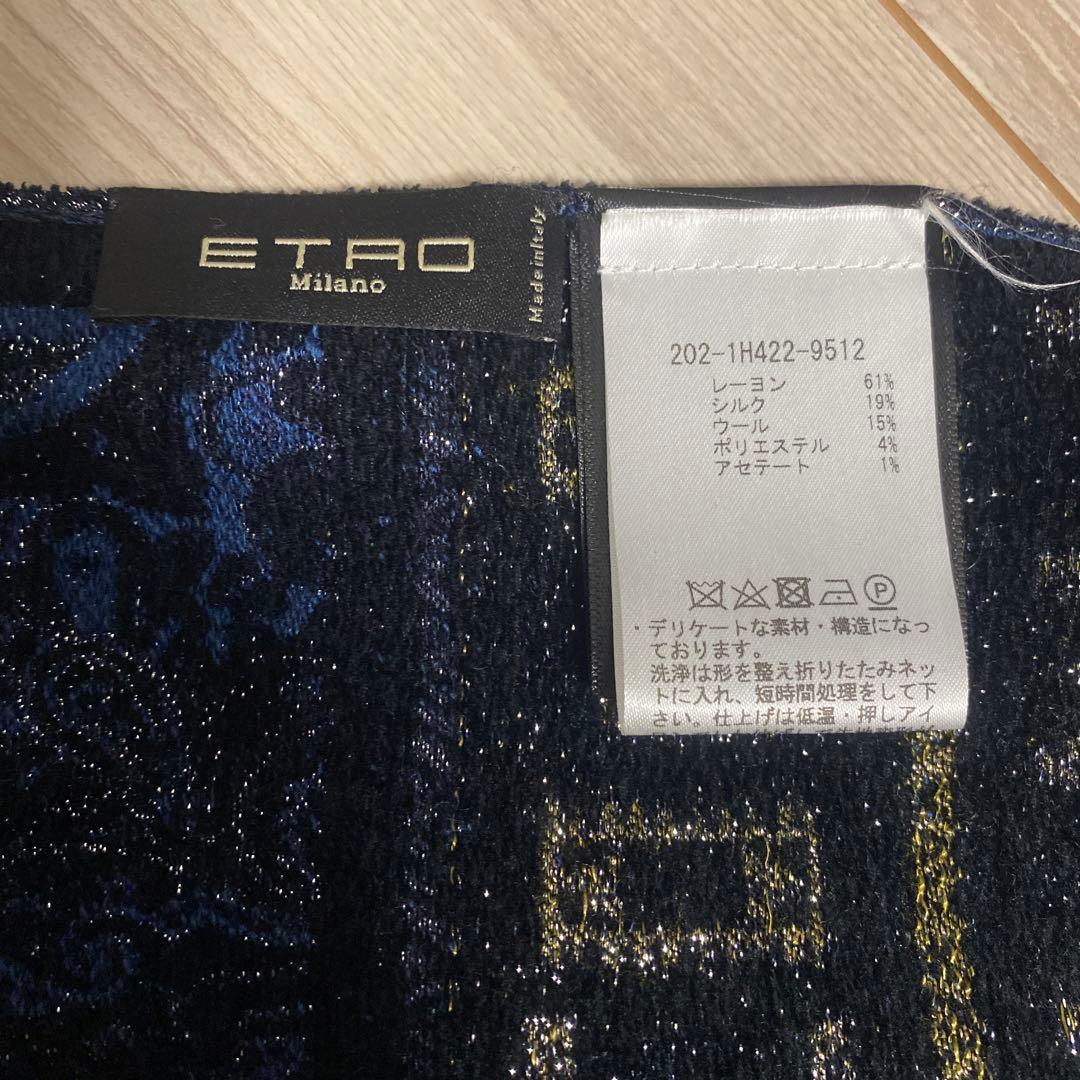 ETRO
Milano
Made in Italy
202-1H422-9512
レーヨン 61%
シルク 19%
ウール 15%
ポリエステル 4%
アセテート 1%
P
・デリケートな素材・構造になっ
ております。
洗浄は形を整え折りたたみネッ
トに入れ、短時間処理をして下
さい。仕上げは低温・押しアイ